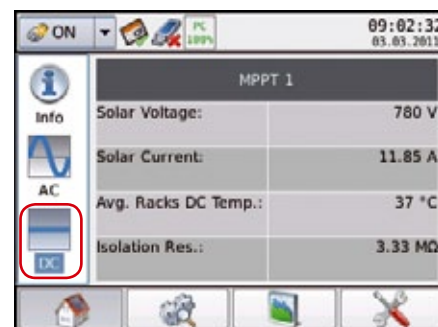 ON PC 100% 09:02:32
03.03.2011
MPPT 1
Info
Solar Voltage: 780 V
Solar Current: 11.85 A
AC
Avg. Racks DC Temp.: 37 °C
Isolation Res.: 3.33 MΩ
DC